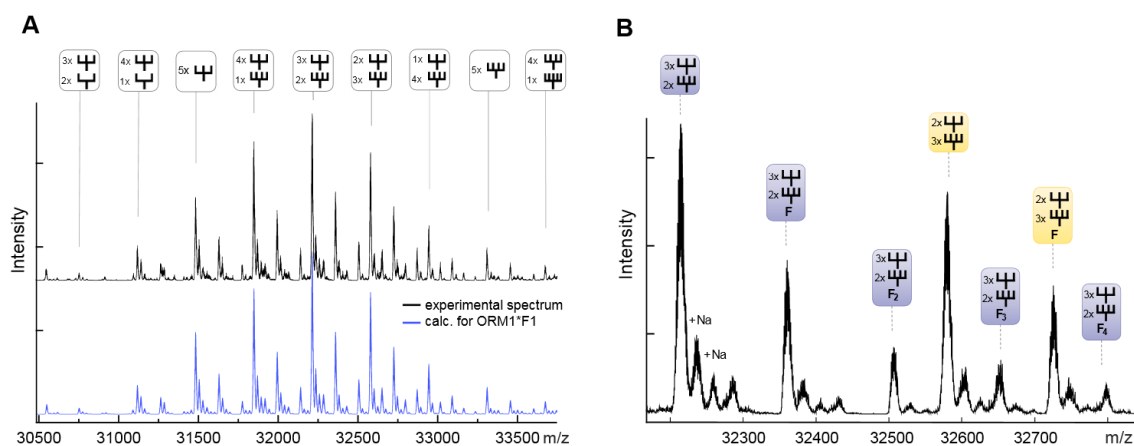 A
3x
2x
4x
1x
5x
4x
1x
3x
2x
2x
3x
1x
4x
5x
4x
1x
Intensity
experimental spectrum
calc. for ORM1*F1
30500 31000 31500 32000 32500 33000 33500 m/z
B
3x
2x
3x
2x
F
3x
2x
F2
2x
3x
3x
2x
F3
2x
3x
F
3x
2x
F4
+Na
+Na
Intensity
32300 32400 32500 32600 32700 m/z